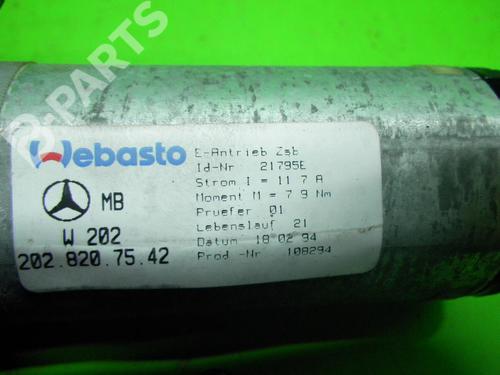 B-PARTS
Webasto
MB
W 202
202.820.75.42
E-Antrieb Zsb
Id-Nr 21795E
Strom I = 11 7 A
Moment M = 7 9 Nm
Pruefer 01
Lebenslauf 21
Datum 18 02 94
Prod -Nr 108294